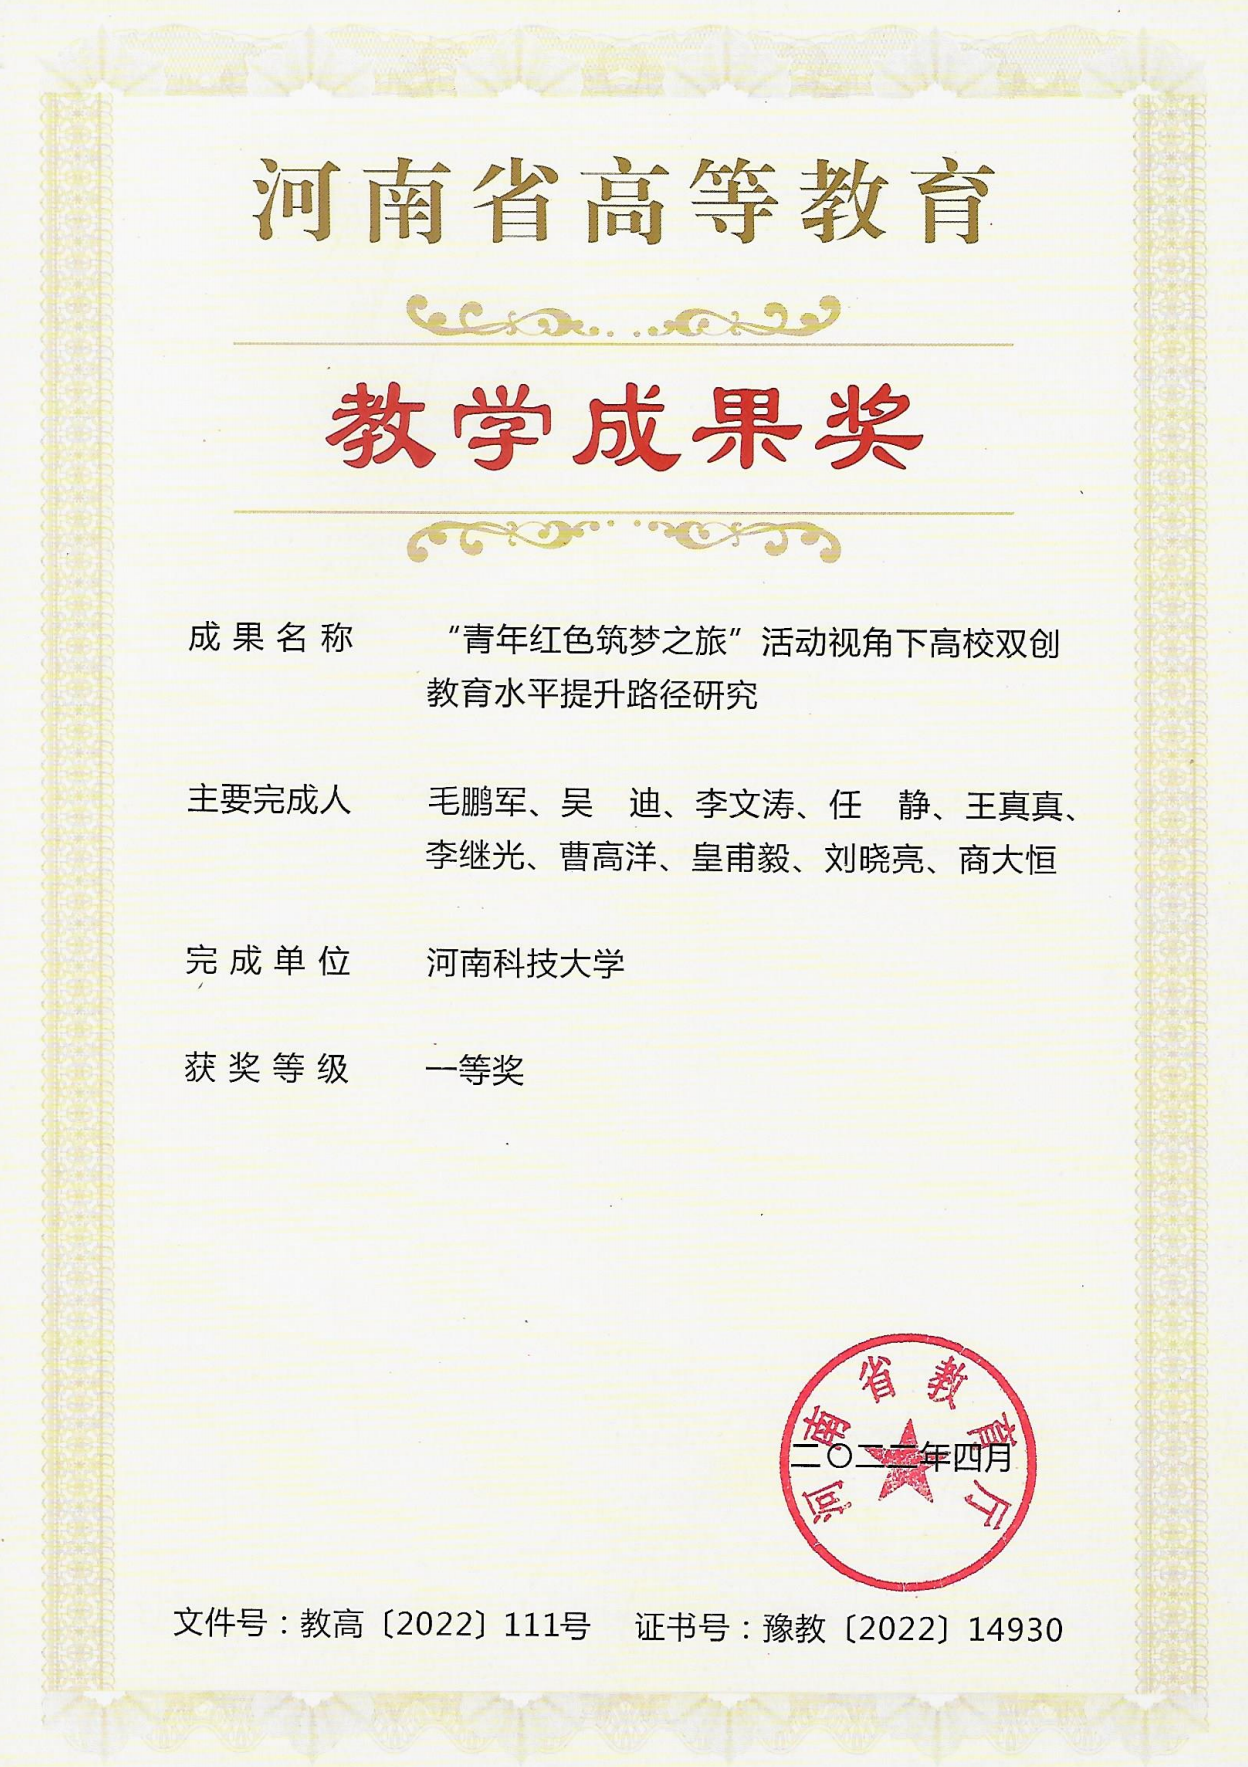 河南省高等教育
教学成果奖
成果名称 “青年红色筑梦之旅”活动视角下高校双创
教育水平提升路径研究
主要完成人 毛鹏军、吴 迪、李文涛、任 静、王真真、
李继光、曹高洋、皇甫毅、刘晓亮、商大恒
完成单位 河南科技大学
获奖等级 一等奖
河南省教育厅
二〇二二年四月
文件号：教高〔2022〕111号 证书号：豫教〔2022〕14930